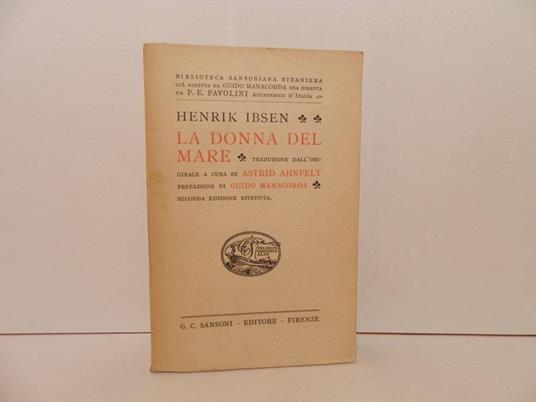 BIBLIOTECA SANSONIANA STRANIERA
GIÀ DIRETTA DA GUIDO MANACORDA ORA DIRETTA
DA P. E. PAVOLINI ACCADEMICO D'ITALIA
HENRIK IBSEN
LA DONNA DEL
MARE TRADUZIONE DALL'ORI-
GINALE A CURA DI ASTRID AHNFELT
PREFAZIONE DI GUIDO MANACORDA
SECONDA EDIZIONE RIVEDUTA.
G. C. SANSONI - EDITORE - FIRENZE